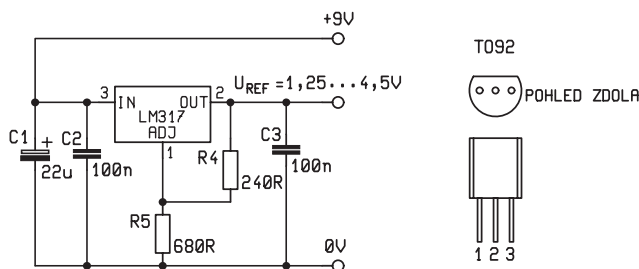 +9V
TO92
3
2
U_REF =1,25...4,5V
IN
OUT
LM317
ADJ
POHLED ZDOLA
C1
+
C2
C3
1
22u
100n
R4
100n
240R
R5
680R
0V
1 2 3